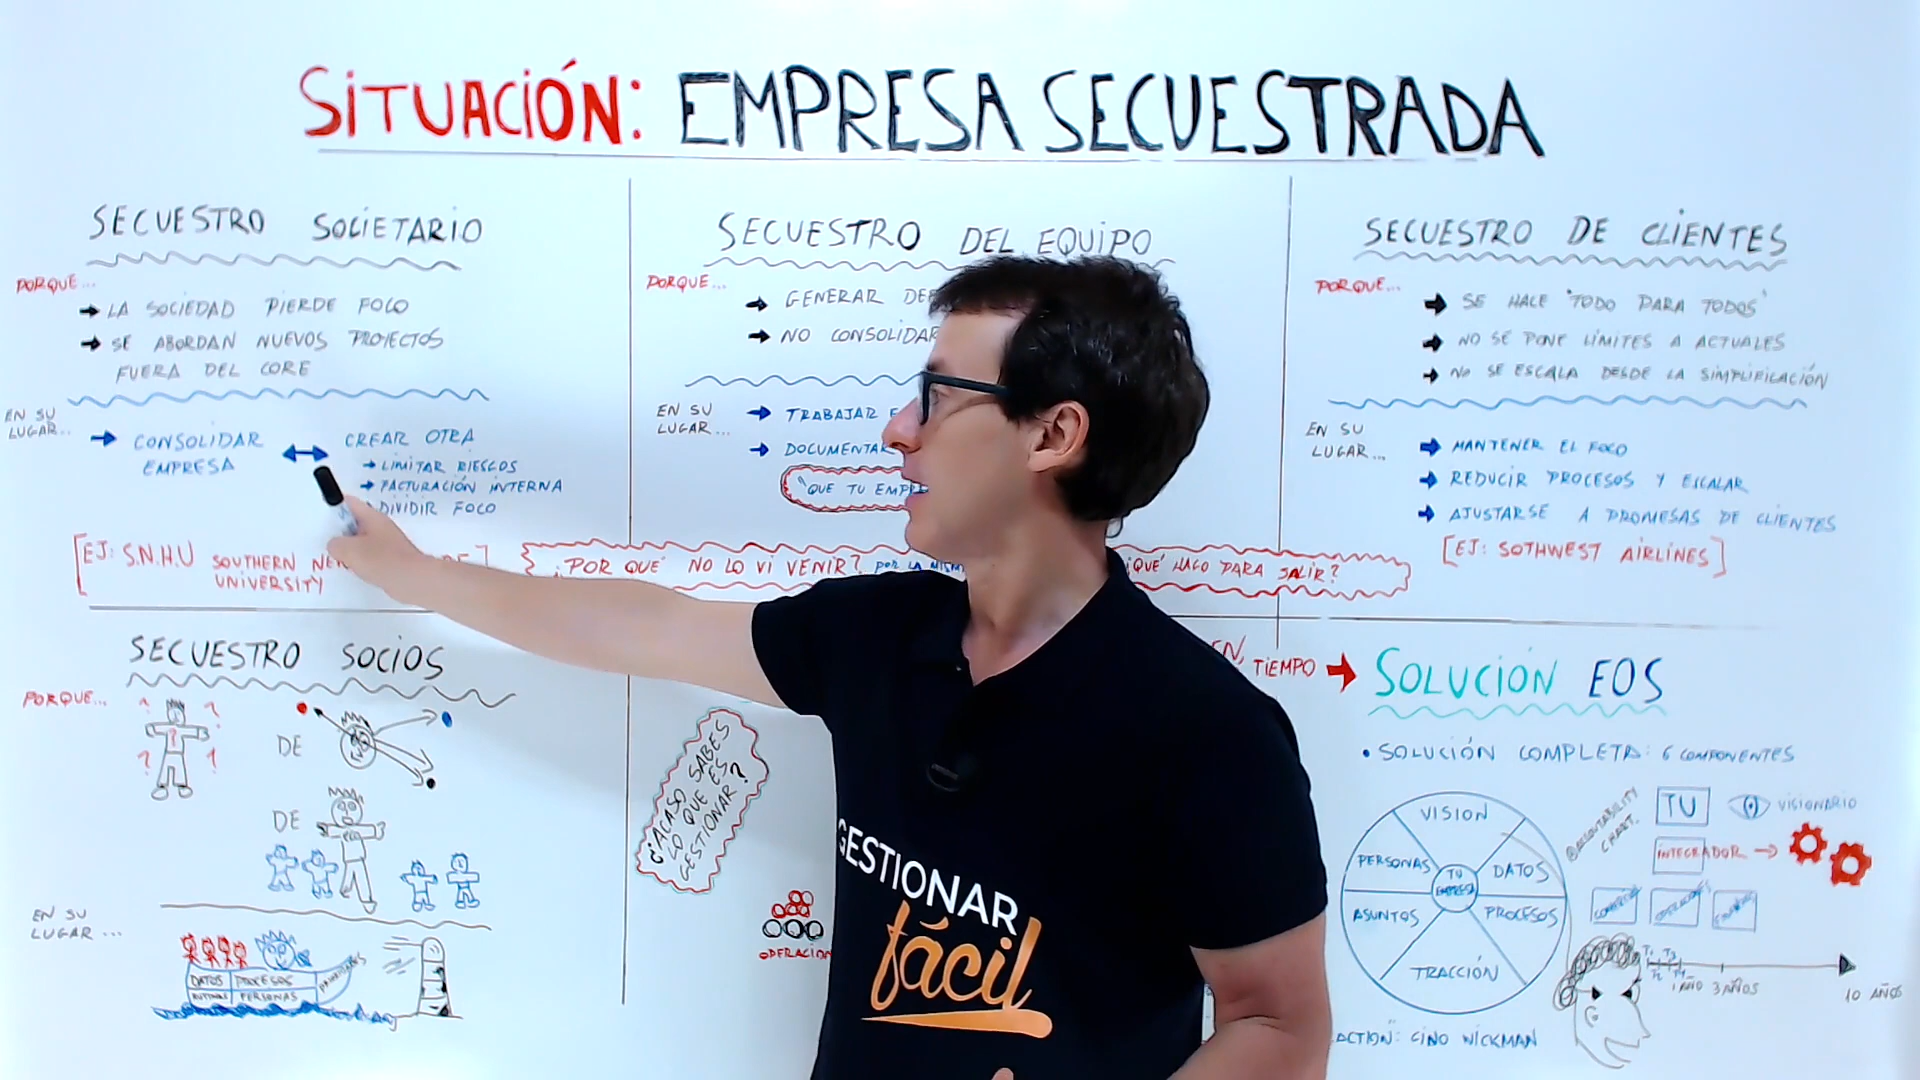 SITUACIÓN: EMPRESA SECUESTRADA
SECUESTRO SOCIETARIO
PORQUE...
LA SOCIEDAD PIERDE FOCO
SE ABORDAN NUEVOS PROYECTOS
FUERA DEL CORE
EN SU
LUGAR...
CONSOLIDAR
EMPRESA
CREAR OTRA
LIMITAR RIESGOS
FACTURACIÓN INTERNA
DIVIDIR FOCO
[EJ: S.N.H.U SOUTHERN
UNIVERSITY
SECUESTRO DEL EQUIPO
PORQUE...
GENERAR
NO CONSOLIDAR
EN SU
LUGAR...
TRABAJAR
DOCUMENTAR
"QUE TU
SECUESTRO DE CLIENTES
PORQUE...
SE HACE "TODO PARA TODOS"
NO SE PONE LÍMITES A ACTUALES
NO SE ESCALA DESDE LA SIMPLIFICACIÓN
EN SU
LUGAR...
MANTENER EL FOCO
REDUCIR PROCESOS Y ESCALAR
AJUSTARSE A PROMESAS DE CLIENTES
[EJ: SOTHWEST AIRLINES]
¿POR QUÉ NO LO VI VENIR? POR LA
¿QUÉ HAGO PARA SALIR?
SECUESTRO SOCIOS
PORQUE...
? ?
? ?
?
DE
DE
EN SU
LUGAR...
DATOS PROCESOS
PERSONAS
¿ACASO SABES
LO QUE ES
GESTIONAR?
GESTIONAR
fácil
TIEMPO
SOLUCIÓN EOS
• SOLUCIÓN COMPLETA: 6 COMPONENTES
VISION
PERSONAS
DATOS
TU
EMPRESA
ASUNTOS
PROCESOS
TRACCIÓN
ACCOUNTABILITY
CHART.
TU
VISIONARIO
INTEGRADOR
1 AÑO 3 AÑOS
10 AÑOS
GINO WICKMAN